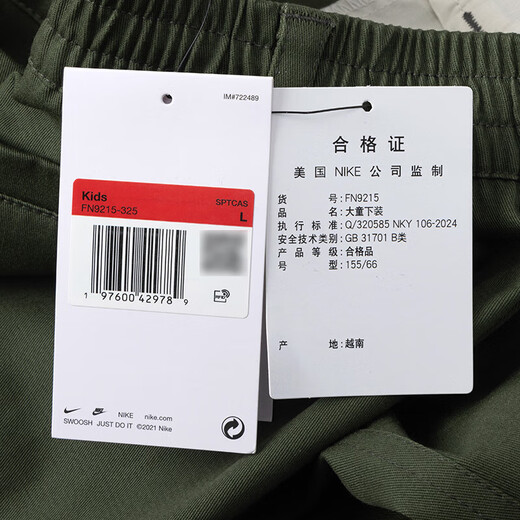 IM#722489
Kids
FN9215-325
SPTCAS
L
1 97600 42978 9
RFID
NIKE nike.com
SWOOSH JUST DO IT ©2021 Nike
合格证
美国 NIKE 公司监制
货号:FN9215
品名:大童下装
执行标准:Q/320585 NKY 106-2024
安全技术类别:GB 31701 B类
产品等级:合格品
号型:155/66
产地:越南